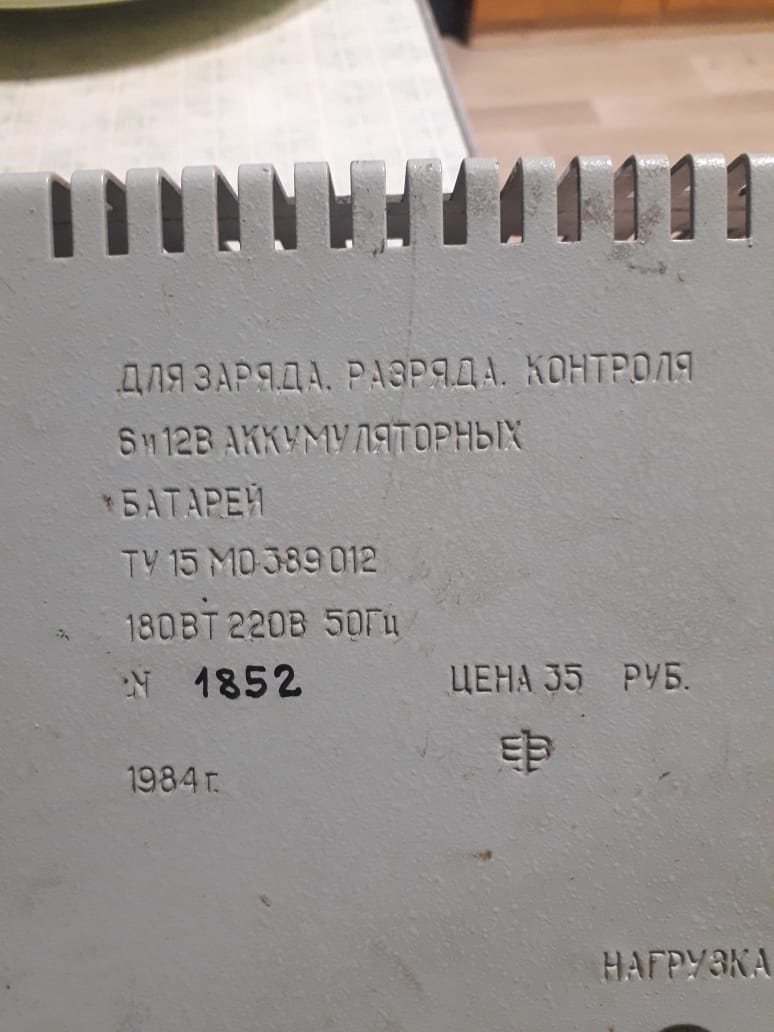 ДЛЯ ЗАРЯДА, РАЗРЯДА, КОНТРОЛЯ
6 и 12В АККУМУЛЯТОРНЫХ
БАТАРЕЙ
ТУ 15 МО.389 012
180ВТ 220В 50Гц
N 1852 ЦЕНА 35 РУБ.
1984 г.
НАГРУЗКА